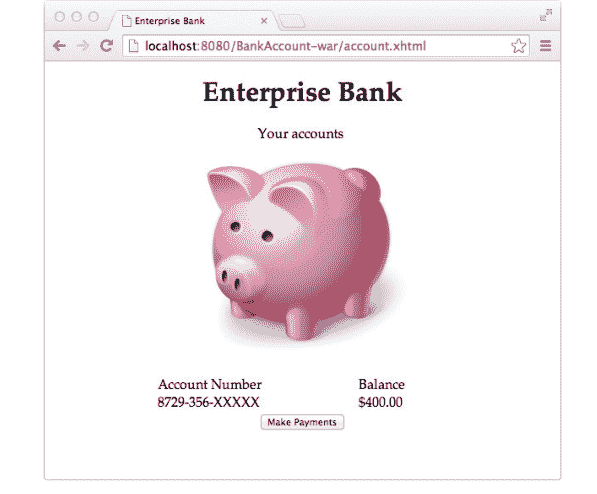 Enterprise Bank
localhost:8080/BankAccount-war/account.xhtml
Enterprise Bank
Your accounts
Account Number Balance
8729-356-XXXXX $400.00
Make Payments